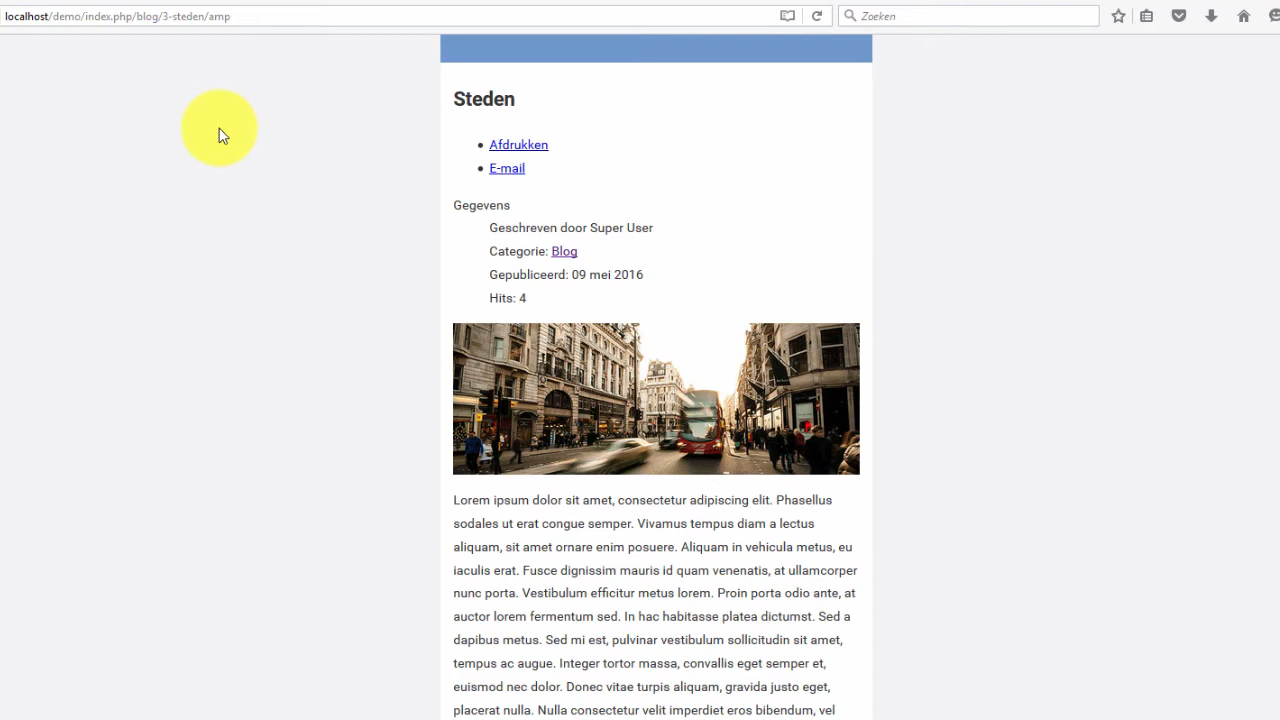 localhost/demo/index.php/blog/3-steden/amp
Zoeken
Steden
Afdrukken
E-mail
Gegevens
Geschreven door Super User
Categorie: Blog
Gepubliceerd: 09 mei 2016
Hits: 4
Lorem ipsum dolor sit amet, consectetur adipiscing elit. Phasellus
sodales ut erat congue semper. Vivamus tempus diam a lectus
aliquam, sit amet ornare enim posuere. Aliquam in vehicula metus, eu
iaculis erat. Fusce dignissim mauris id quam venenatis, at ullamcorper
nunc porta. Vestibulum efficitur metus lorem. Proin porta odio ante, at
auctor lorem fermentum sed. In hac habitasse platea dictumst. Sed a
dapibus metus. Sed mi est, pulvinar vestibulum sollicitudin sit amet,
tempus ac augue. Integer tortor massa, convallis eget semper et,
euismod nec dolor. Donec vitae turpis aliquam, gravida justo eget,
placerat nulla. Nulla consectetur velit imperdiet eros bibendum, vel